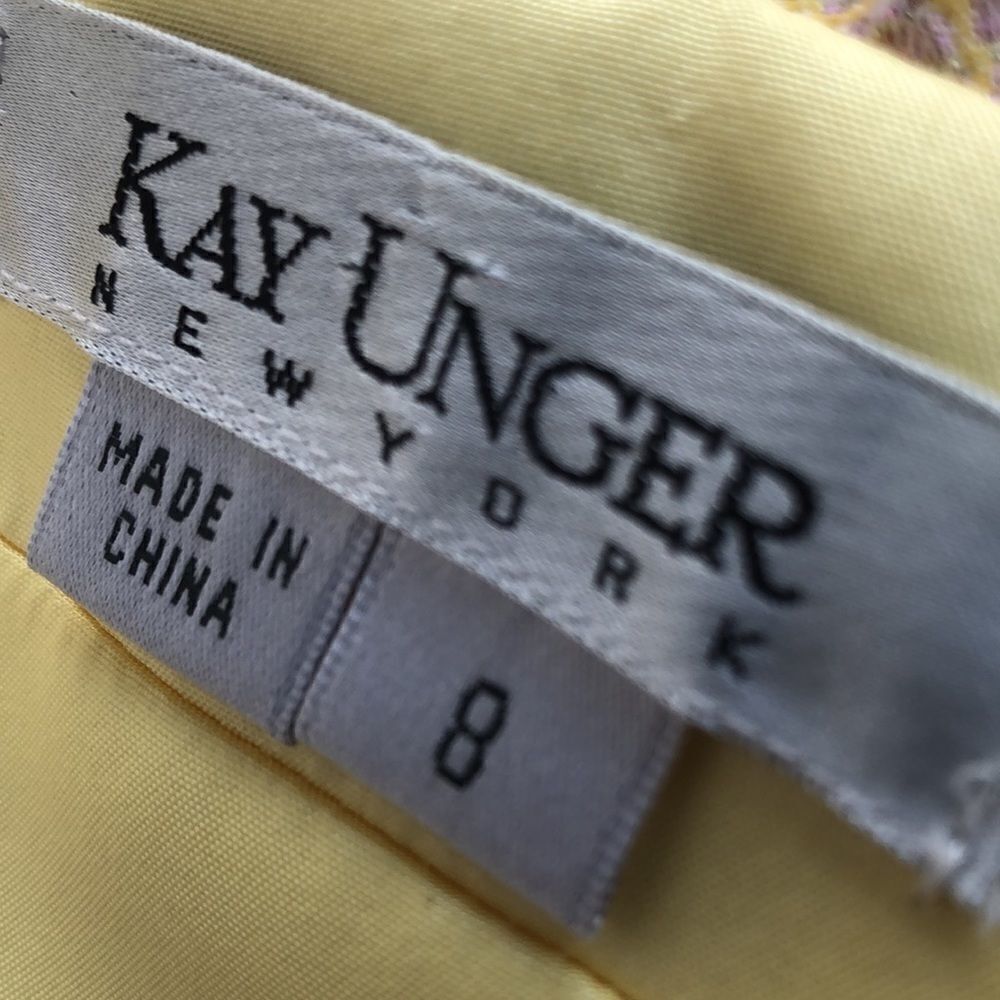 KAY UNGER
NEW YORK
MADE IN
CHINA
8